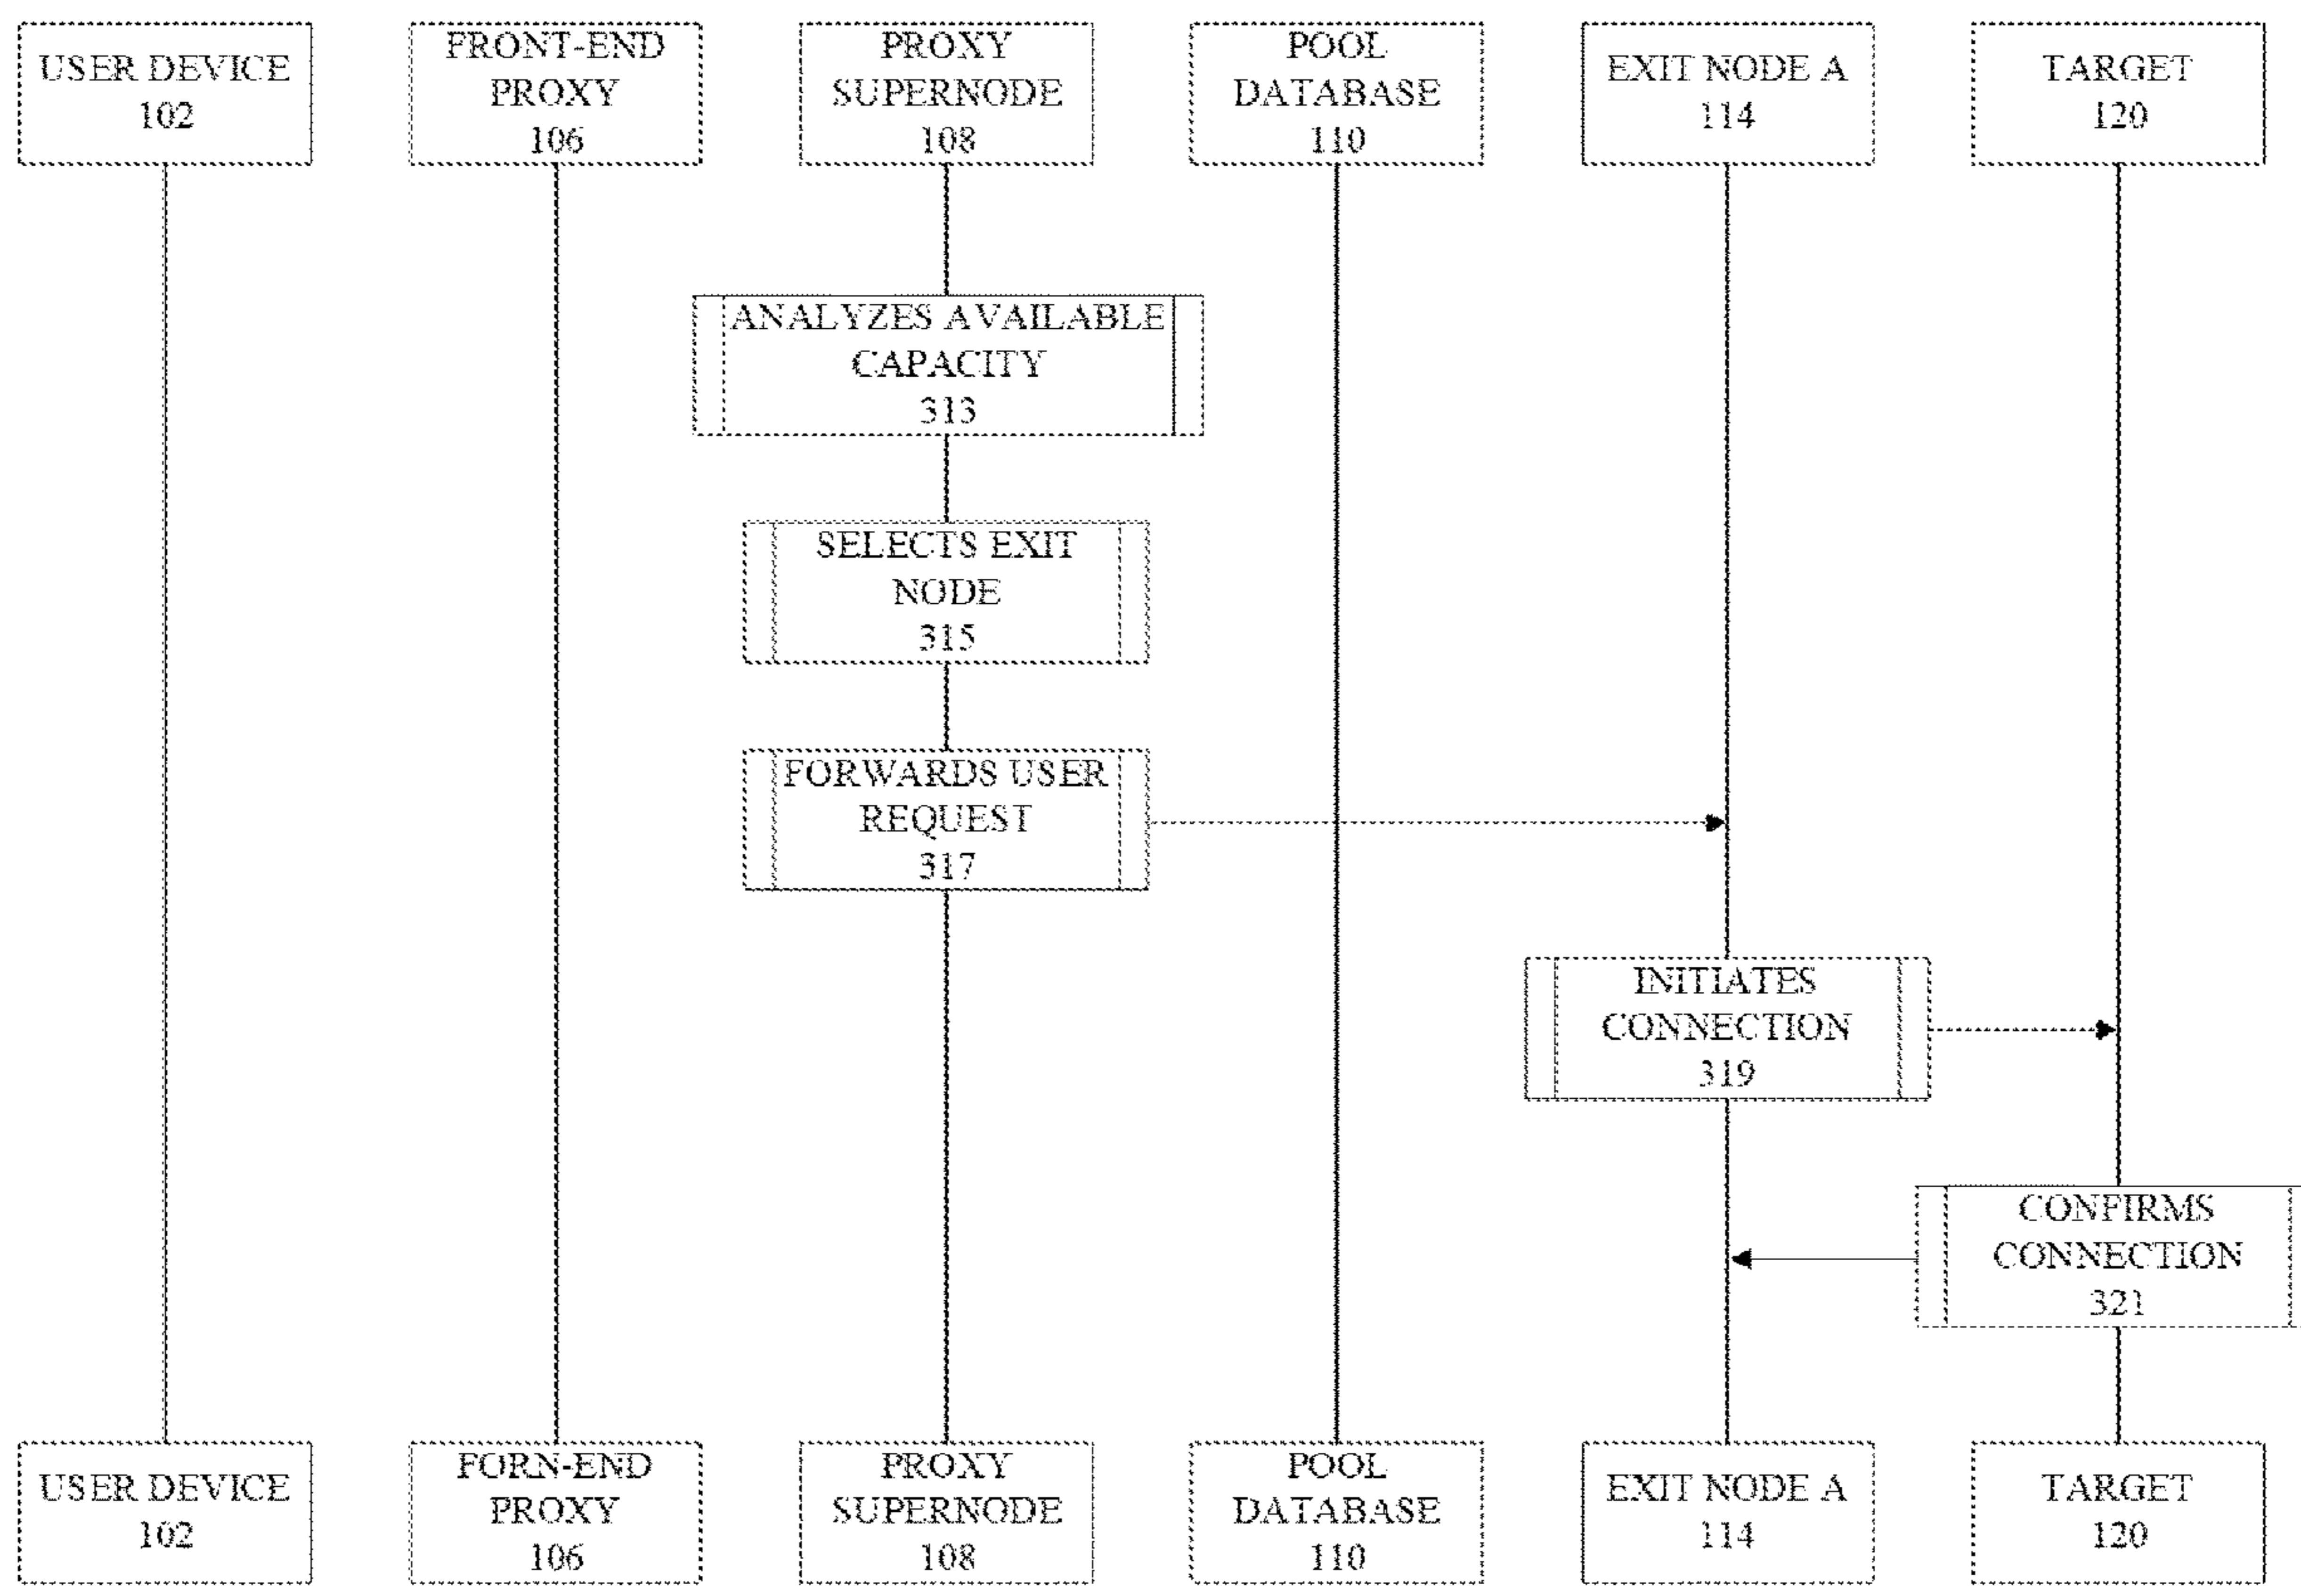 USER DEVICE
102
FRONT-END
PROXY
106
PROXY
SUPERNODE
108
POOL
DATABASE
110
EXIT NODE A
114
TARGET
120
ANALYZES AVAILABLE
CAPACITY
313
SELECTS EXIT
NODE
315
FORWARDS USER
REQUEST
317
INITIATES
CONNECTION
319
CONFIRMS
CONNECTION
321
USER DEVICE
102
FORN-END
PROXY
106
PROXY
SUPERNODE
108
POOL
DATABASE
110
EXIT NODE A
114
TARGET
120